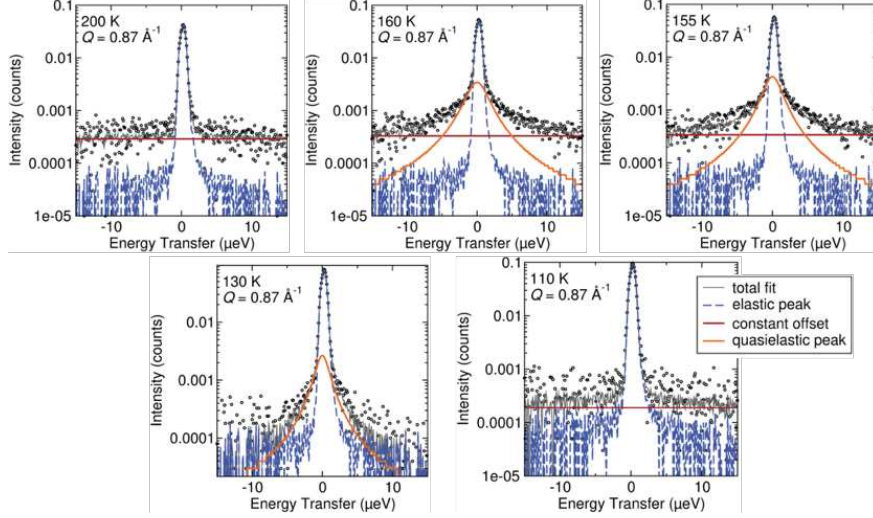 200 K
Q = 0.87 Å⁻¹
0.1
0.01
0.001
0.0001
1e-05
Intensity (counts)
-10 0 10
Energy Transfer (µeV)
160 K
Q = 0.87 Å⁻¹
0.1
0.01
0.001
0.0001
1e-05
Intensity (counts)
-10 0 10
Energy Transfer (µeV)
155 K
Q = 0.87 Å⁻¹
0.1
0.01
0.001
0.0001
1e-05
Intensity (counts)
-10 0 10
Energy Transfer (µeV)
130 K
Q = 0.87 Å⁻¹
0.01
0.001
0.0001
Intensity (counts)
-10 0 10
Energy Transfer (µeV)
110 K
Q = 0.87 Å⁻¹
0.1
0.01
0.001
0.0001
1e-05
Intensity (counts)
-10 0 10
Energy Transfer (µeV)
total fit
elastic peak
constant offset
quasielastic peak